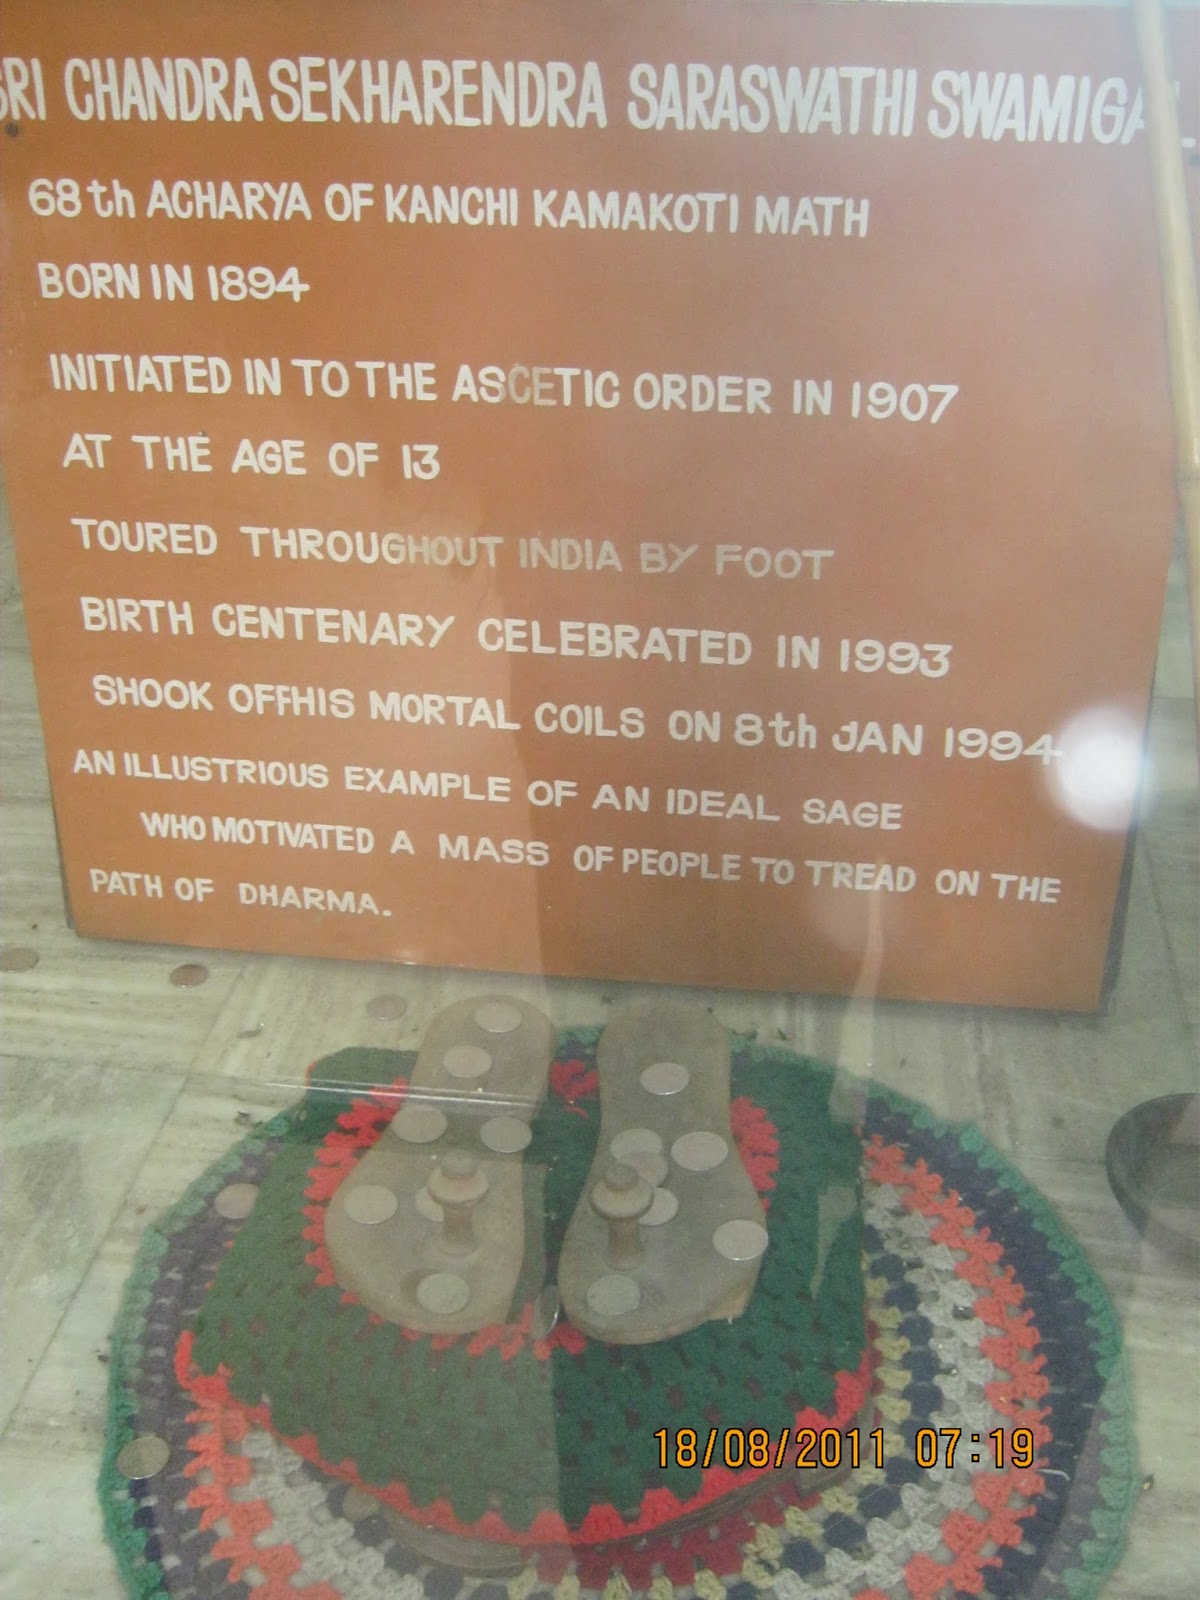 SRI CHANDRA SEKHARENDRA SARASWATHI SWAMIGAL
68th ACHARYA OF KANCHI KAMAKOTI MATH
BORN IN 1894
INITIATED IN TO THE ASCETIC ORDER IN 1907
AT THE AGE OF 13
TOURED THROUGHOUT INDIA BY FOOT
BIRTH CENTENARY CELEBRATED IN 1993
SHOOK OFFHIS MORTAL COILS ON 8th JAN 1994
AN ILLUSTRIOUS EXAMPLE OF AN IDEAL SAGE
WHO MOTIVATED A MASS OF PEOPLE TO TREAD ON THE
PATH OF DHARMA.
18/08/2011 07:19